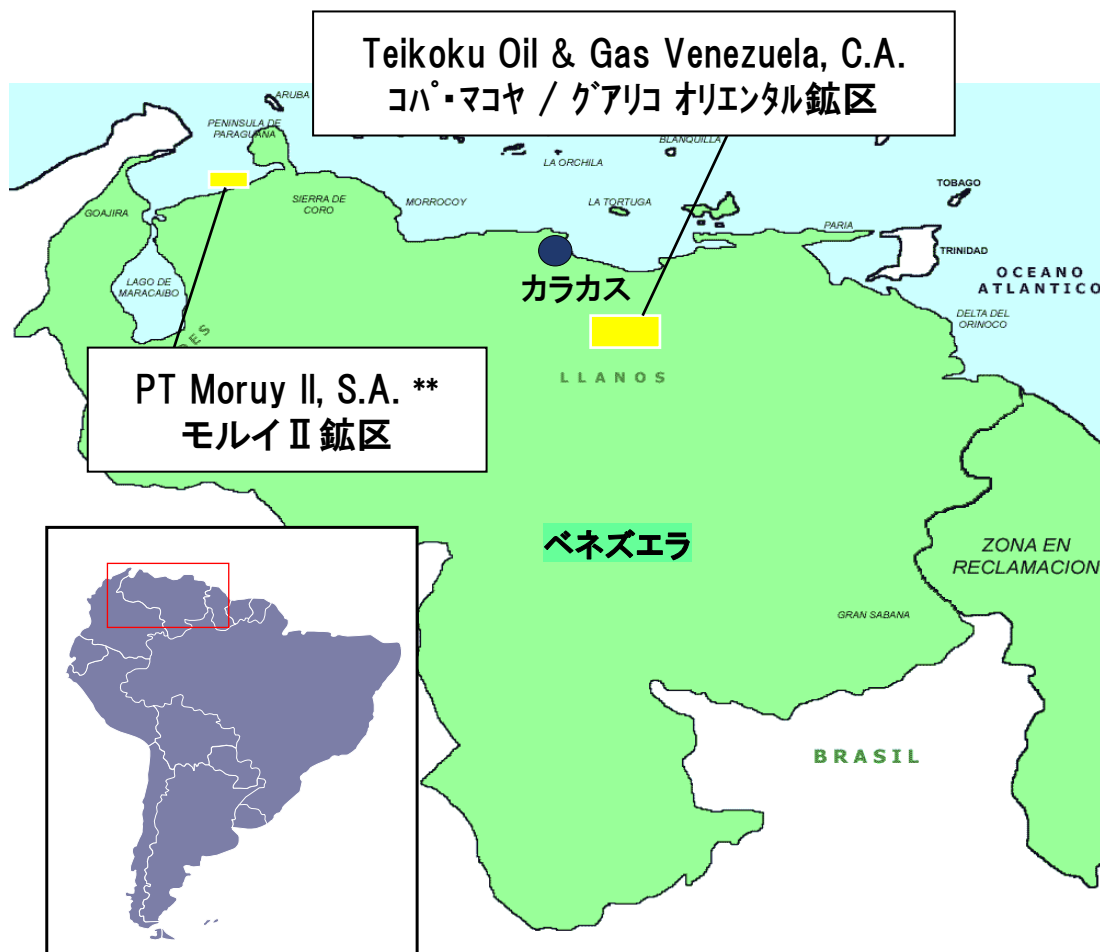 Teikoku Oil & Gas Venezuela, C.A.
コパ・マコヤ / グアリコ オリエンタル鉱区
ARUBA
PENINSULA DE
PARAGUANA
BLANQUILLA
LA ORCHILA
GOAJIRA
SIERRA DE
CORO
MORROCOY
LA TORTUGA
TOBAGO
PARIA
TRINIDAD
カラカス
OCEANO
ATLANTICO
LAGO DE
MARACAIBO
DELTA DEL
ORINOCO
DES
LLANOS
PT Moruy II, S.A. **
モルイⅡ鉱区
ベネズエラ
ZONA EN
RECLAMACION
GRAN SABANA
BRASIL